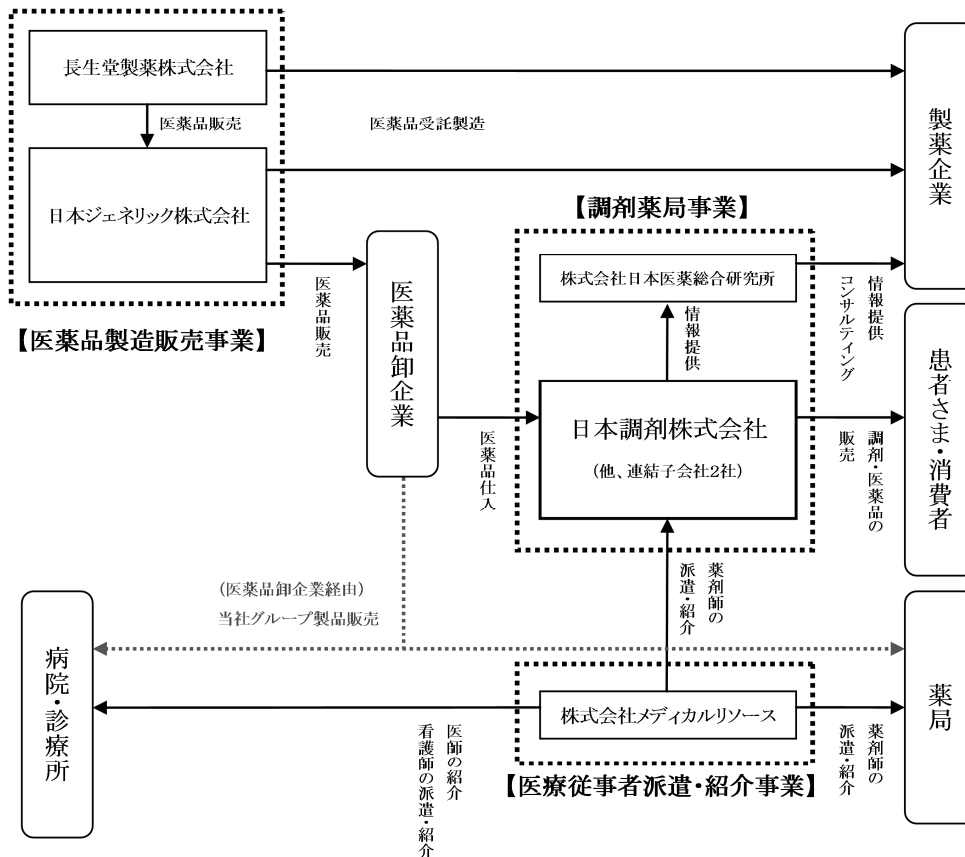 長生堂製薬株式会社
医薬品販売
医薬品受託製造
日本ジェネリック株式会社
【医薬品製造販売事業】
医薬品販売
医薬品卸企業
医薬品仕入
【調剤薬局事業】
株式会社日本医薬総合研究所
情報提供
日本調剤株式会社
(他、連結子会社2社)
情報提供
コンサルティング
調剤・医薬品の
販売
製薬企業
患者さま・消費者
(医薬品卸企業経由)
当社グループ製品販売
薬剤師の
派遣・紹介
病院・診療所
医師の紹介
看護師の派遣・紹介
株式会社メディカルリソース
【医療従事者派遣・紹介事業】
薬剤師の
派遣・紹介
薬局